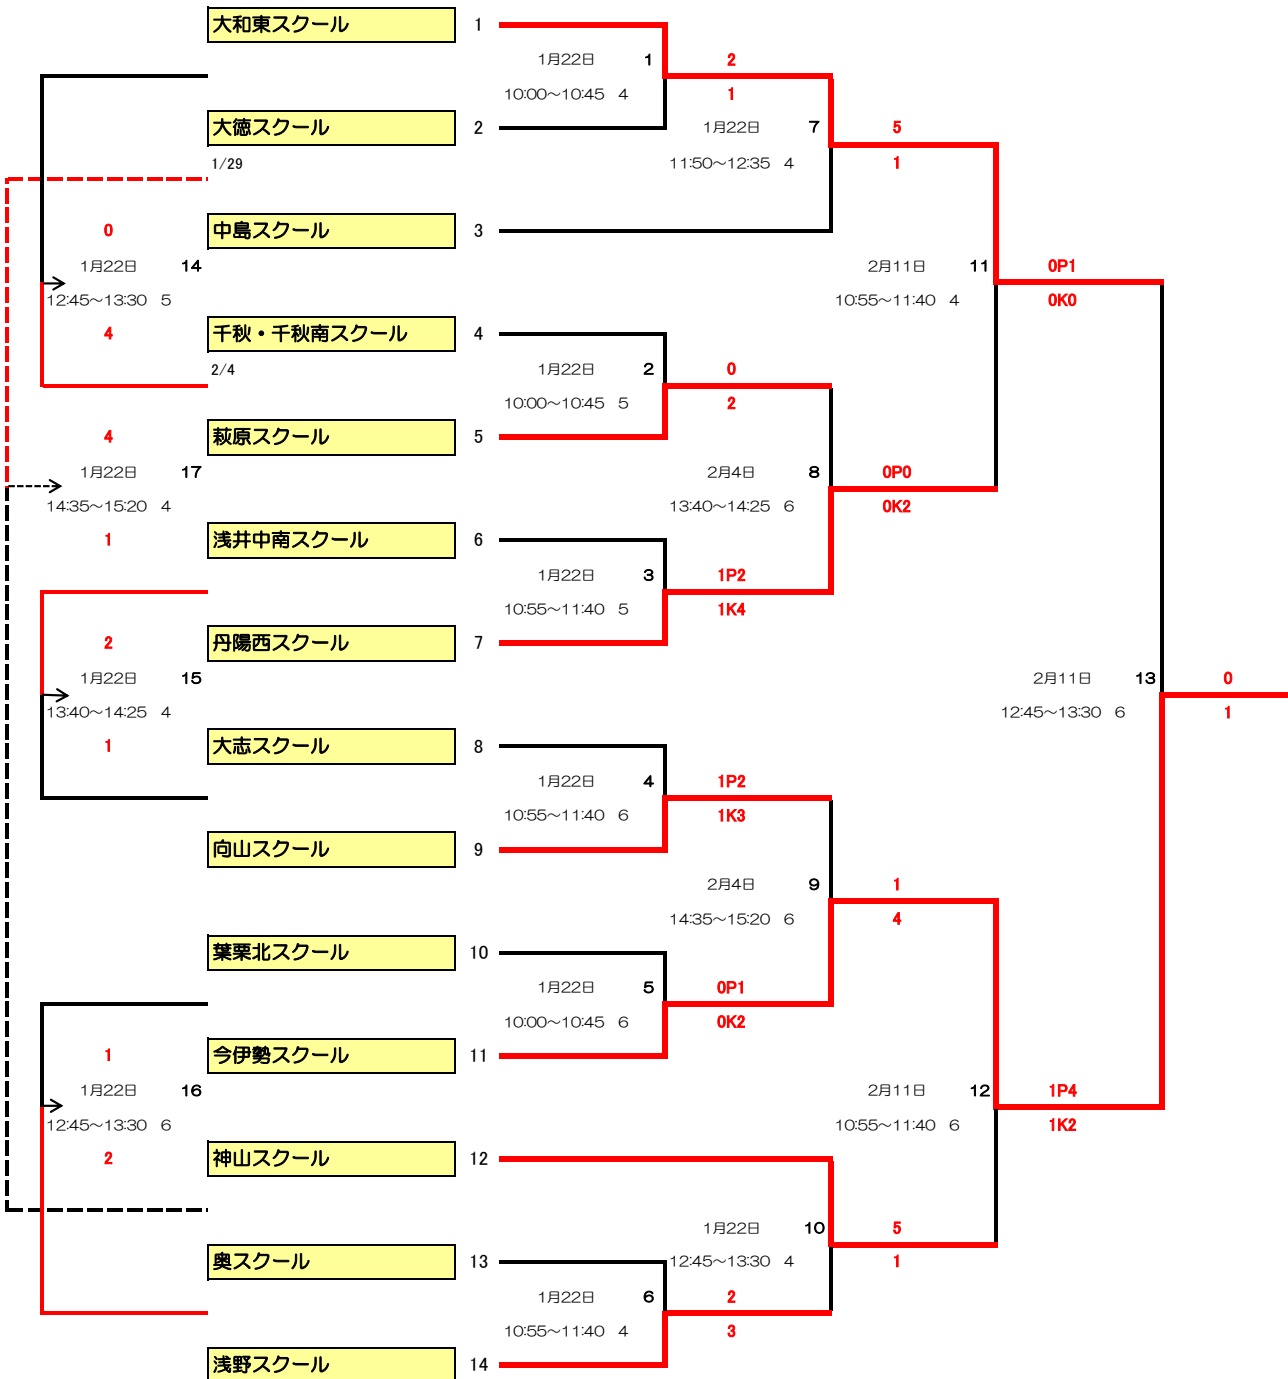 大和東スクール 1
1月22日 1 2
10:00～10:45 4 1
大徳スクール 2 1月22日 7 5
1/29 11:50～12:35 4 1
0 中島スクール 3
1月22日 14 2月11日 11 0P1
12:45～13:30 5 10:55～11:40 4 0K0
4 千秋・千秋南スクール 4
2/4 1月22日 2 0
10:00～10:45 5 2
4 萩原スクール 5
1月22日 17 2月4日 8 0P0
14:35～15:20 4 13:40～14:25 6 0K2
1 浅井中南スクール 6
1月22日 3 1P2
10:55～11:40 5 1K4
2 丹陽西スクール 7
1月22日 15 2月11日 13 0
13:40～14:25 4 12:45～13:30 6 1
1 大志スクール 8
1月22日 4 1P2
10:55～11:40 6 1K3
向山スクール 9
2月4日 9 1
14:35～15:20 6 4
葉栗北スクール 10
1月22日 5 0P1
10:00～10:45 6 0K2
1 今伊勢スクール 11
1月22日 16 2月11日 12 1P4
12:45～13:30 6 10:55～11:40 6 1K2
2 神山スクール 12
1月22日 10 5
奥スクール 13 12:45～13:30 4 1
1月22日 6 2
10:55～11:40 4 3
浅野スクール 14